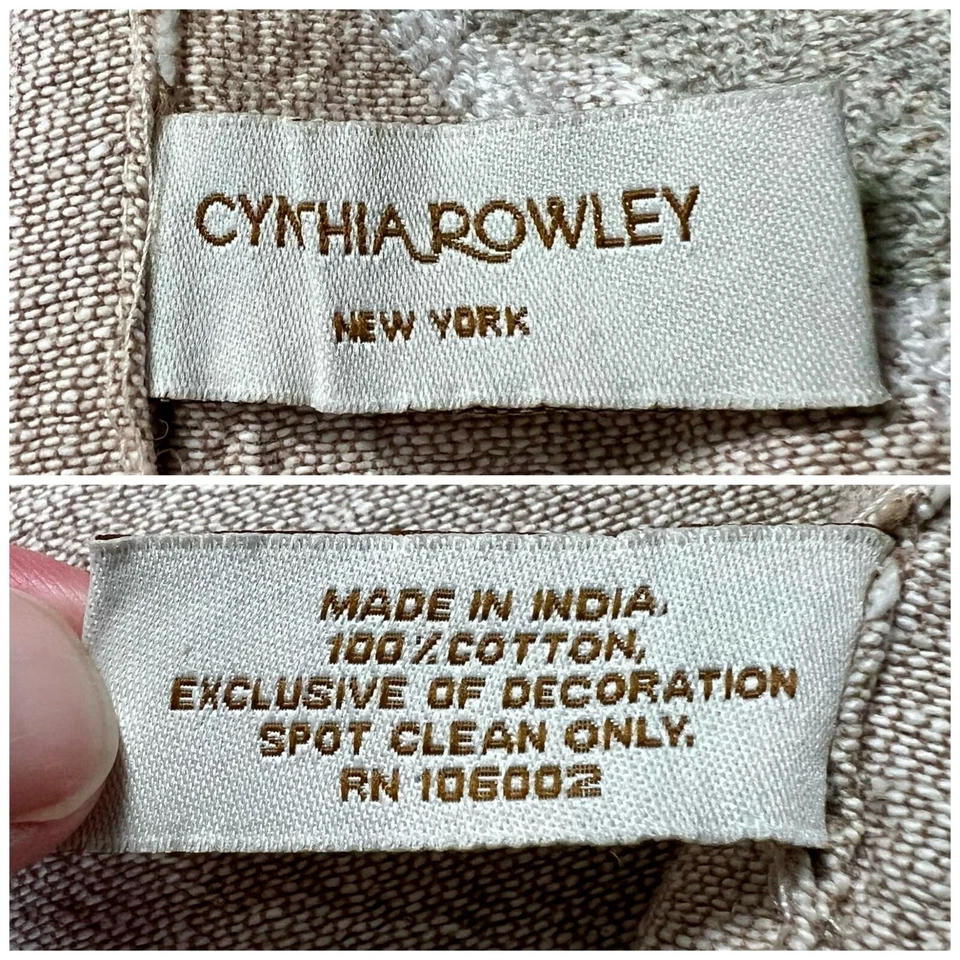 CYNTHIA ROWLEY
NEW YORK
MADE IN INDIA.
100% COTTON,
EXCLUSIVE OF DECORATION
SPOT CLEAN ONLY.
RN 106002